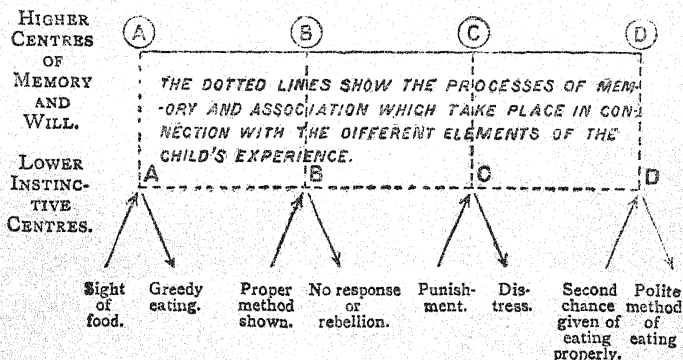 HIGHER
CENTRES
OF
MEMORY
AND
WILL.
A B C D
THE DOTTED LINES SHOW THE PROCESSES OF MEM-
-ORY AND ASSOCIATION WHICH TAKE PLACE IN CON-
NECTION WITH THE DIFFERENT ELEMENTS OF THE
CHILD'S EXPERIENCE.
LOWER
INSTINC-
TIVE
CENTRES.
A B C D
Sight
of
food.
Greedy
eating.
Proper
method
shown.
No response
or
rebellion.
Punish-
ment.
Dis-
tress.
Second
chance
given of
eating
properly.
Polite
method
of
eating